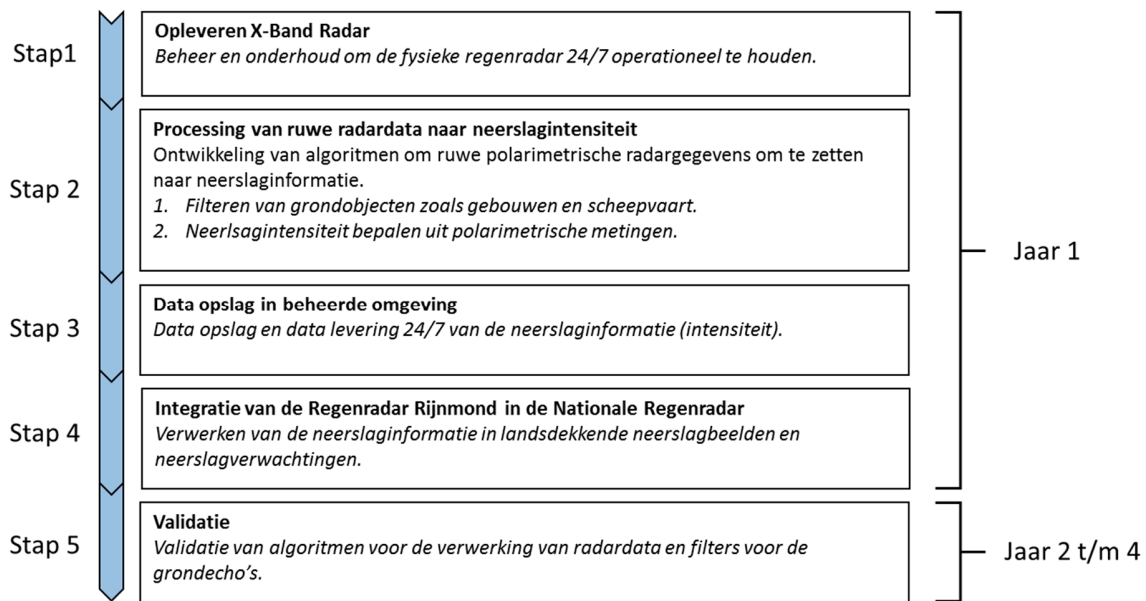 Stap1
Opleveren X-Band Radar
Beheer en onderhoud om de fysieke regenradar 24/7 operationeel te houden.
Stap 2
Processing van ruwe radardata naar neerslagintensiteit
Ontwikkeling van algoritmen om ruwe polarimetrische radargegevens om te zetten
naar neerslaginformatie.
1. Filteren van grondobjecten zoals gebouwen en scheepvaart.
2. Neerlsagintensiteit bepalen uit polarimetrische metingen.
Stap 3
Data opslag in beheerde omgeving
Data opslag en data levering 24/7 van de neerslaginformatie (intensiteit).
Stap 4
Integratie van de Regenradar Rijnmond in de Nationale Regenradar
Verwerken van de neerslaginformatie in landsdekkende neerslagbeelden en
neerslagverwachtingen.
Jaar 1
Stap 5
Validatie
Validatie van algoritmen voor de verwerking van radardata en filters voor de
grondecho's.
Jaar 2 t/m 4